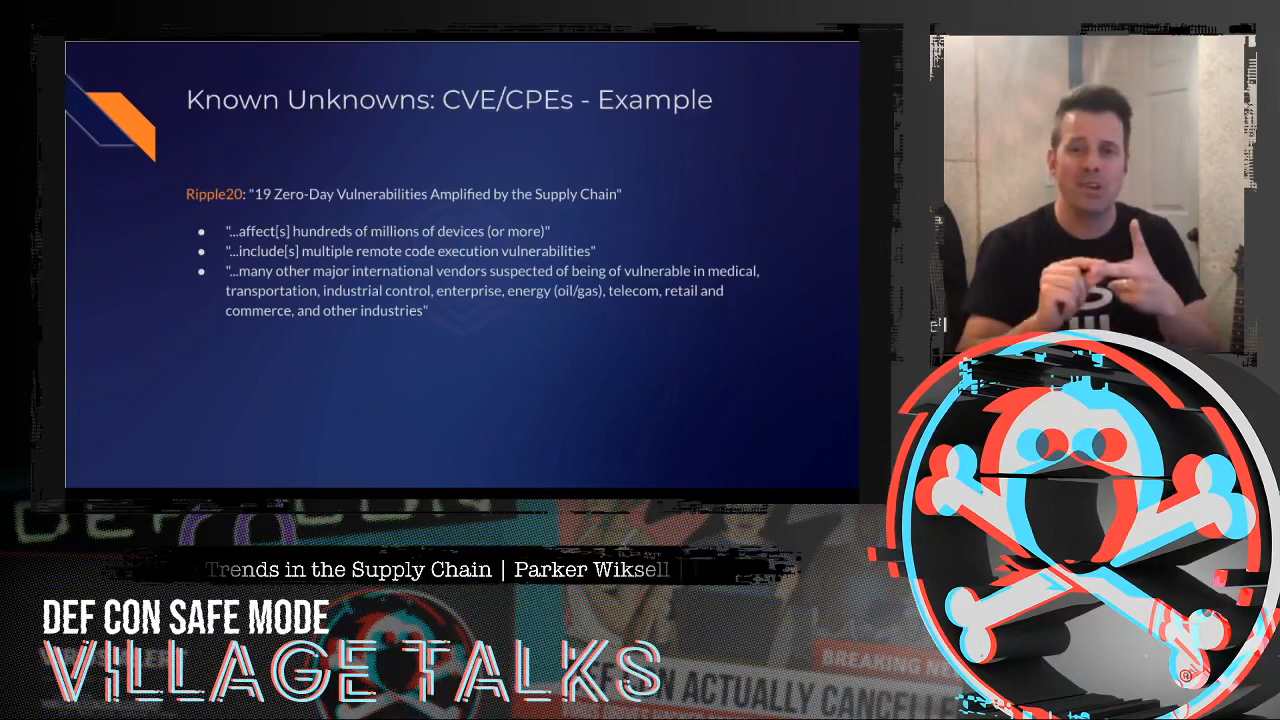 Known Unknowns: CVE/CPEs - Example
Ripple20: "19 Zero-Day Vulnerabilities Amplified by the Supply Chain"
● "...affect[s] hundreds of millions of devices (or more)"
● "...include[s] multiple remote code execution vulnerabilities"
● "...many other major international vendors suspected of being of vulnerable in medical,
transportation, industrial control, enterprise, energy (oil/gas), telecom, retail and
commerce, and other industries"
DEF CON
Trends in the Supply Chain | Parker Wiksell
DEF CON SAFE MODE
VILLAGE TALKS
BREAKING
ACTUALLY